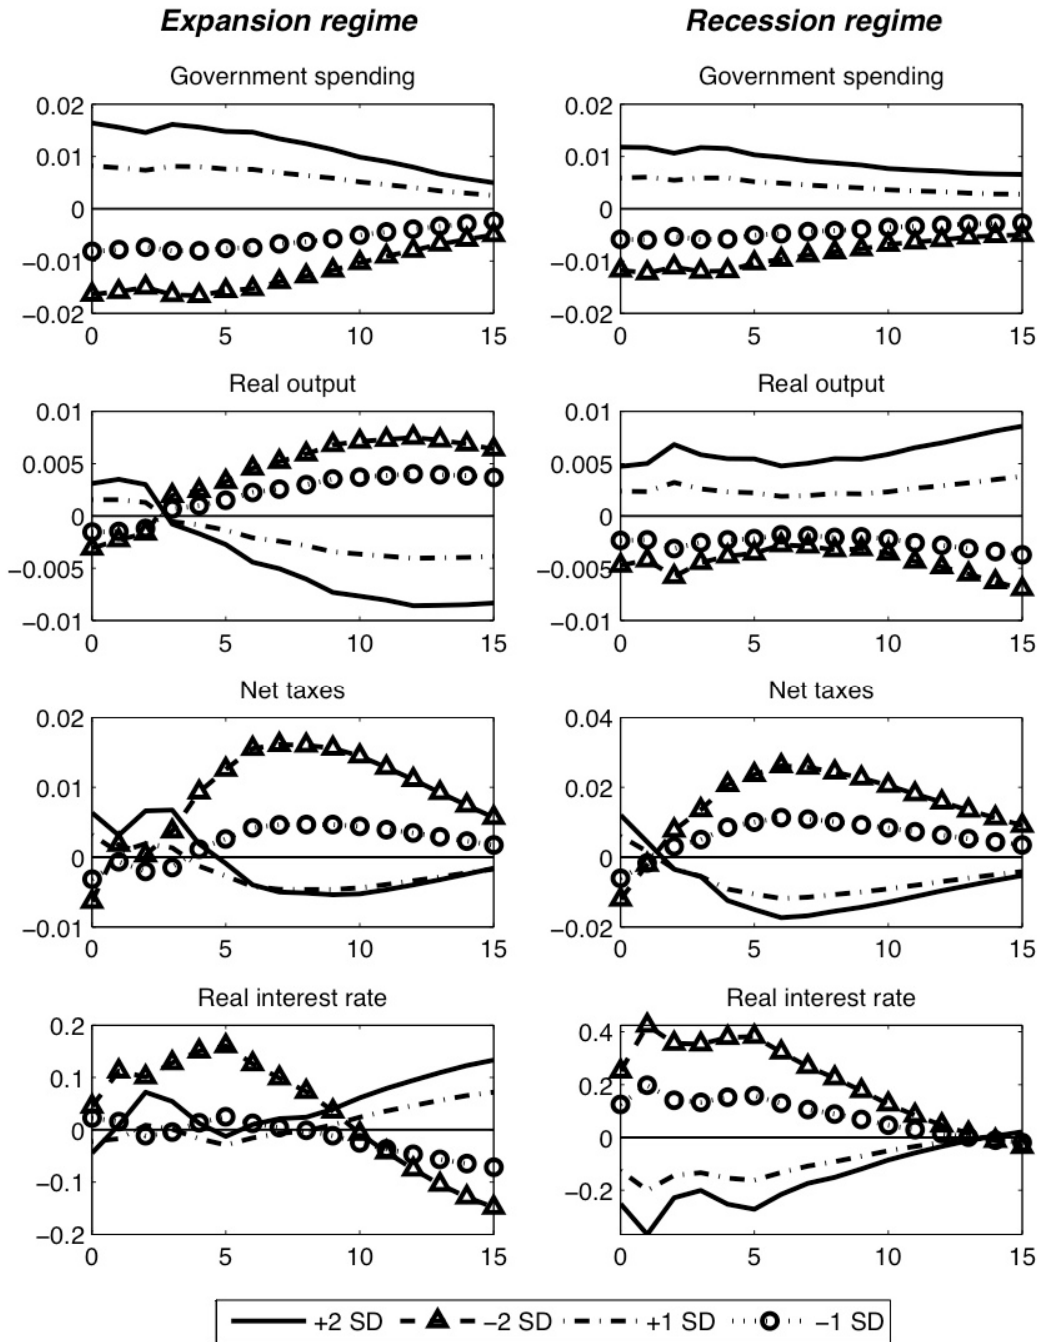 Expansion regime
Recession regime
Government spending
Government spending
0.02
0.01
0
−0.01
−0.02
0 5 10 15
0.02
0.01
0
−0.01
−0.02
0 5 10 15
Real output
Real output
0.01
0.005
0
−0.005
−0.01
0 5 10 15
0.01
0.005
0
−0.005
−0.01
0 5 10 15
Net taxes
Net taxes
0.02
0.01
0
−0.01
0 5 10 15
0.04
0.02
0
−0.02
0 5 10 15
Real interest rate
Real interest rate
0.2
0.1
0
−0.1
−0.2
0 5 10 15
0.4
0.2
0
−0.2
0 5 10 15
+2 SD −2 SD +1 SD −1 SD